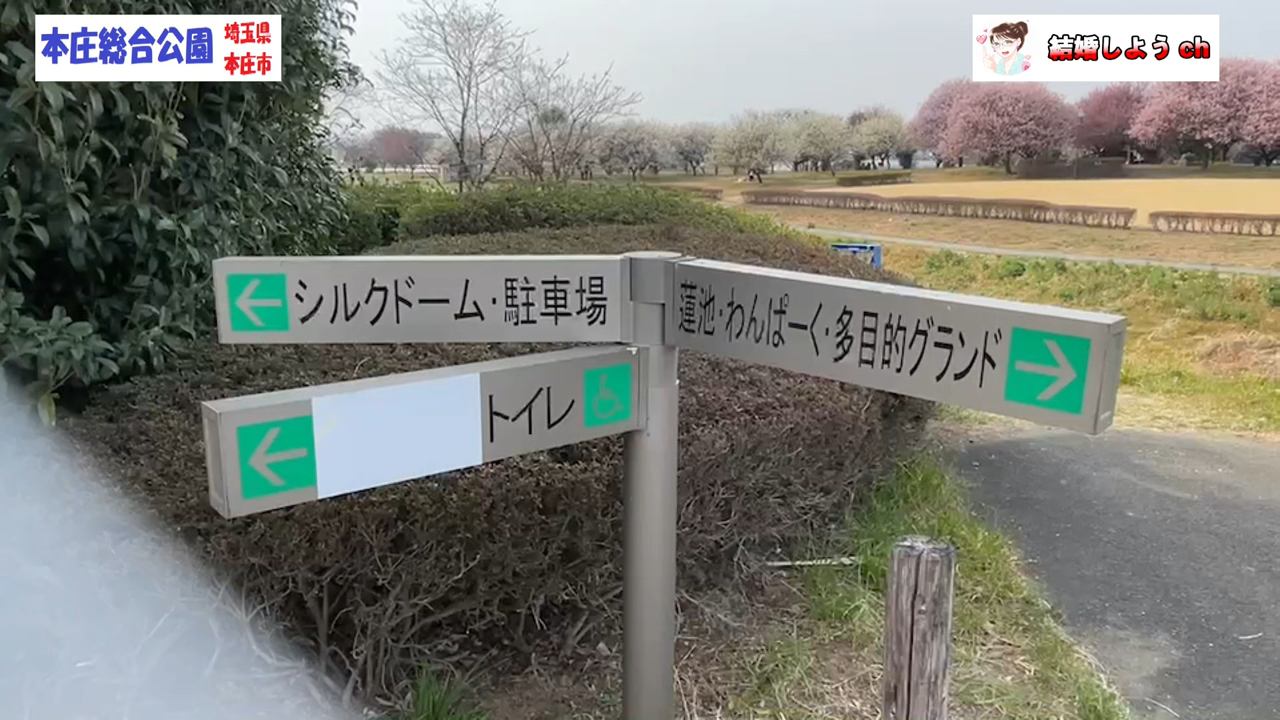 本庄総合公園
埼玉県
本庄市
結婚しようch
← シルクドーム・駐車場
蓮池・わんぱーく・多目的グランド →
← トイレ